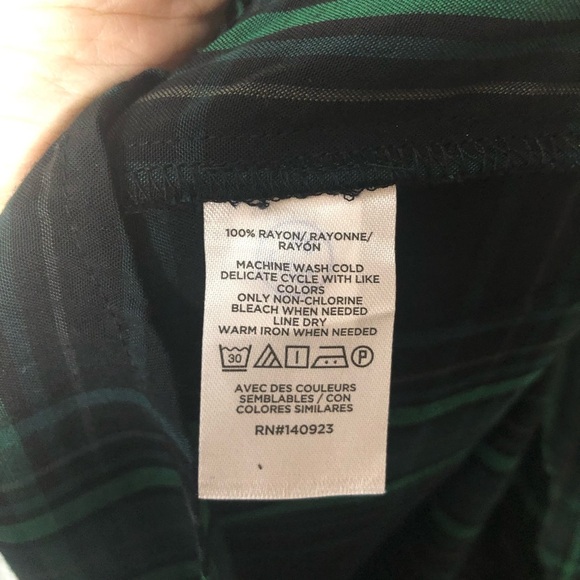 100% RAYON/ RAYONNE/
RAYÓN
MACHINE WASH COLD
DELICATE CYCLE WITH LIKE
COLORS
ONLY NON-CHLORINE
BLEACH WHEN NEEDED
LINE DRY
WARM IRON WHEN NEEDED
30 P
AVEC DES COULEURS
SEMBLABLES / CON
COLORES SIMILARES
RN#140923